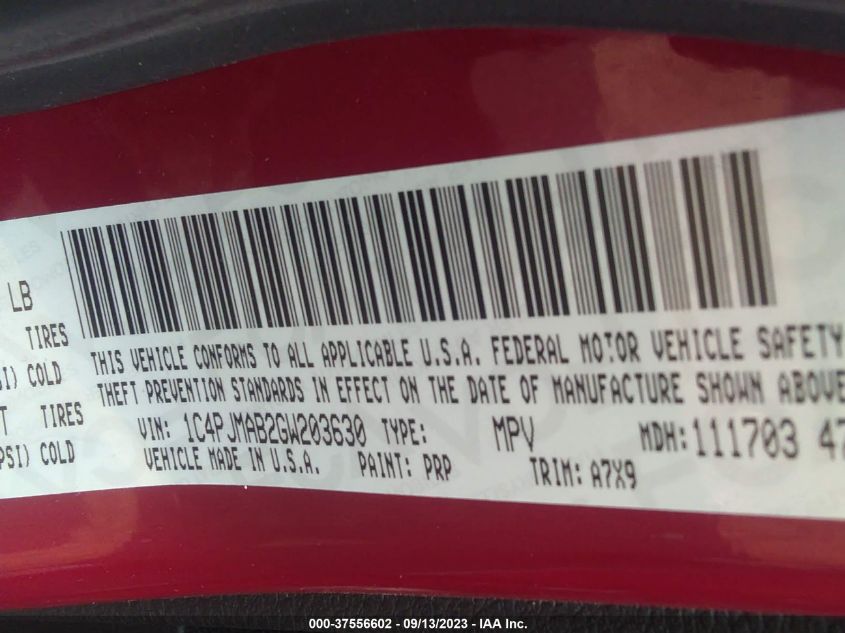 LB
TIRES
SI) COLD
T TIRES
PSI) COLD
THIS VEHICLE CONFORMS TO ALL APPLICABLE U.S.A. FEDERAL MOTOR VEHICLE SAFETY
THEFT PREVENTION STANDARDS IN EFFECT ON THE DATE OF MANUFACTURE SHOWN ABOVE
VIN: 1C4PJMAB2GW203630 TYPE: MPV MDH: 111703 47
VEHICLE MADE IN U.S.A. PAINT: PRP TRIM: A7X9
000-37556602 - 09/13/2023 - IAA Inc.